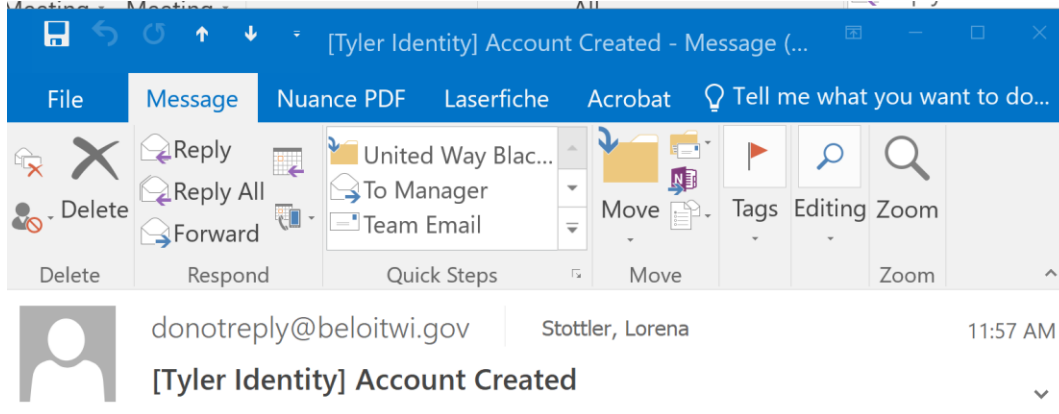 [Tyler Identity] Account Created - Message (...
File Message Nuance PDF Laserfiche Acrobat Tell me what you want to do...
Reply United Way Blac...
Delete Reply All To Manager Move Tags Editing Zoom
Forward Team Email
Delete Respond Quick Steps Move Zoom
donotreply@beloitwi.gov Stottler, Lorena 11:57 AM
[Tyler Identity] Account Created